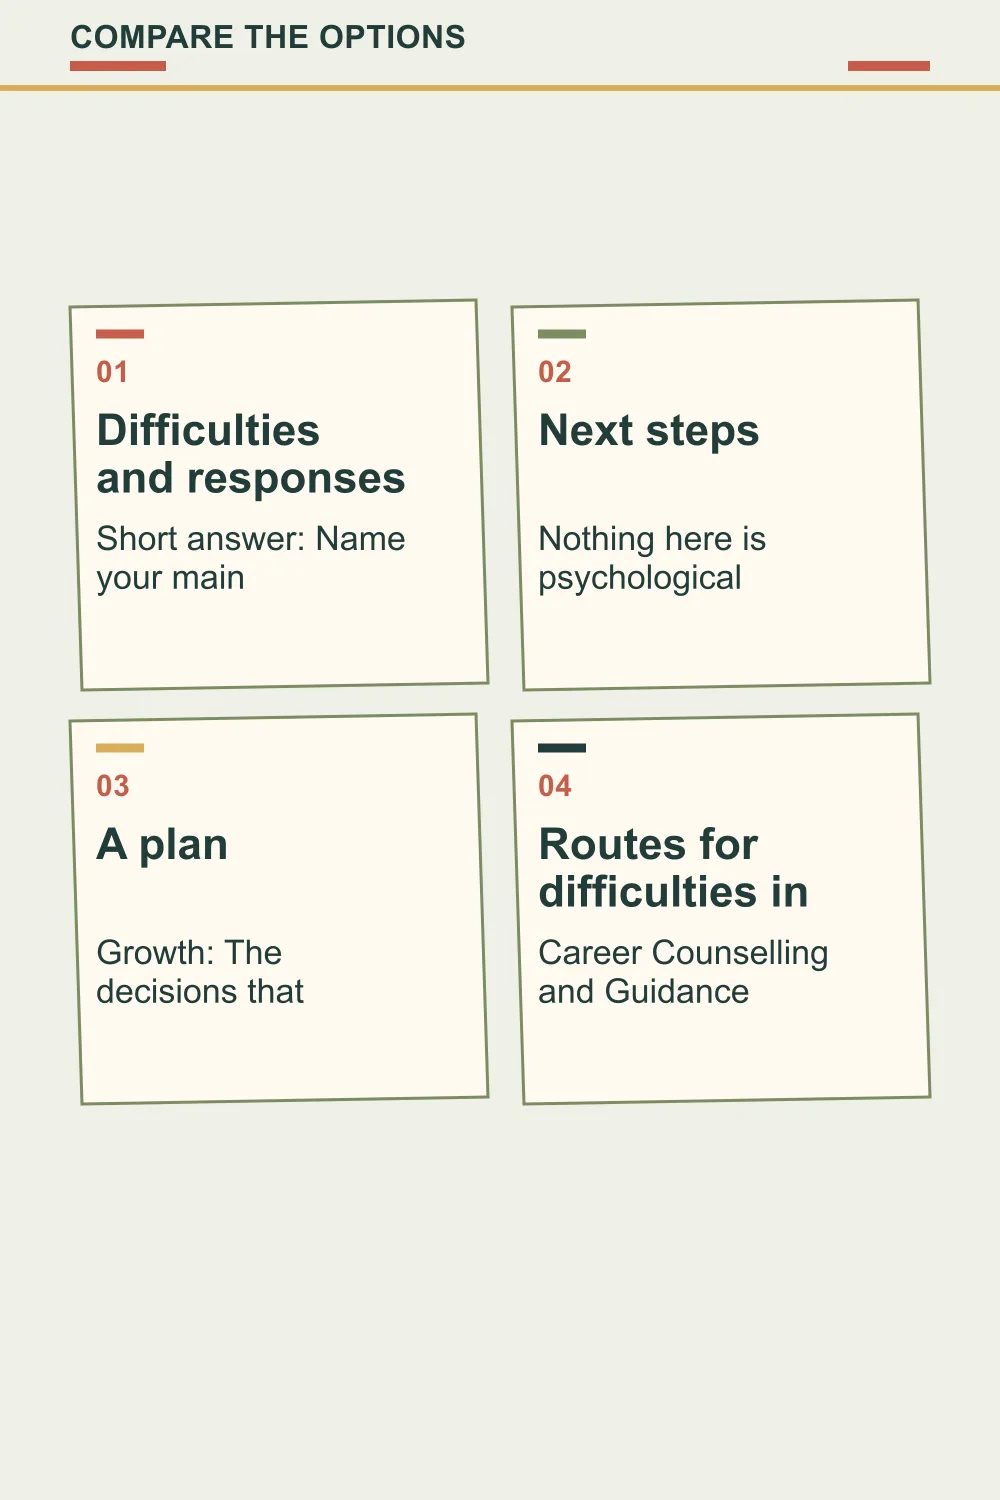 COMPARE THE OPTIONS
01
Difficulties
and responses
Short answer: Name
your main
02
Next steps
Nothing here is
psychological
03
A plan
Growth: The
decisions that
04
Routes for
difficulties in
Career Counselling
and Guidance